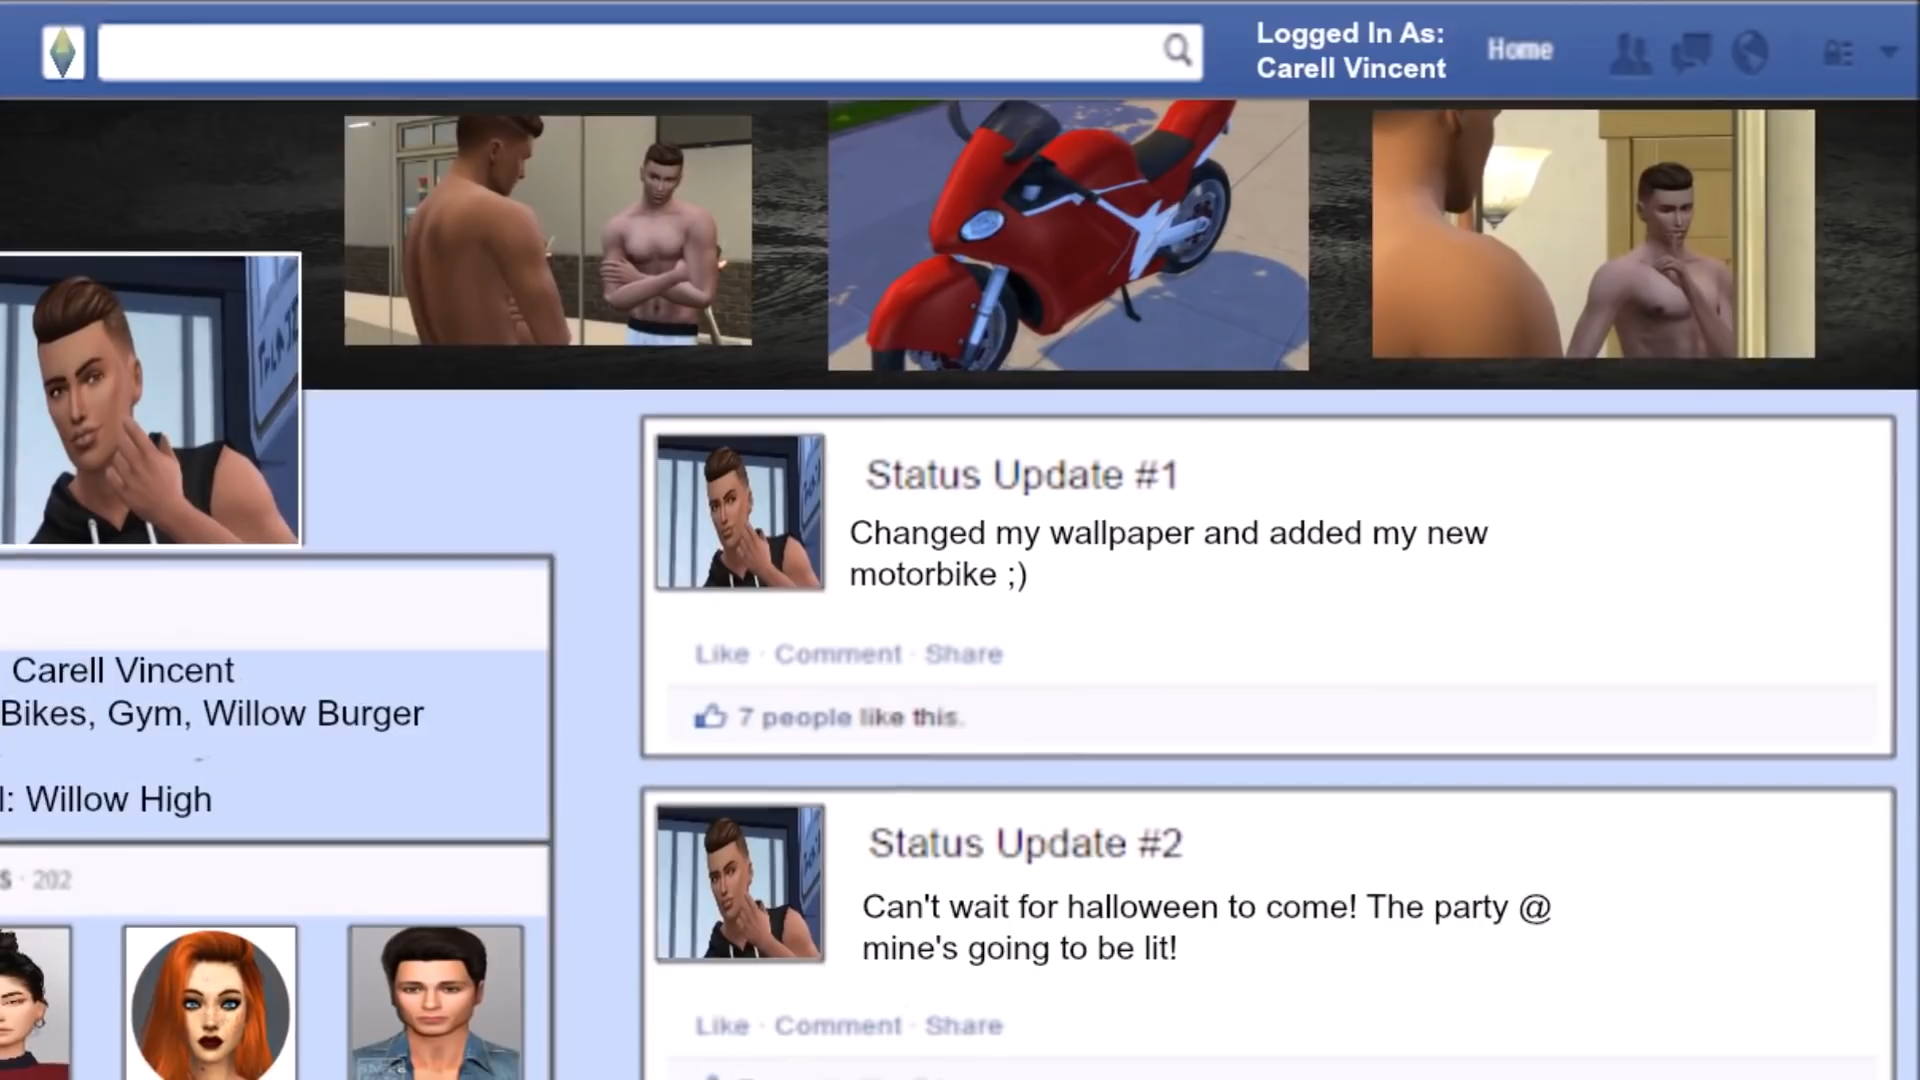 Logged In As:
Carell Vincent
Home
Status Update #1
Changed my wallpaper and added my new
motorbike ;)
Like · Comment · Share
7 people like this.
Carell Vincent
Bikes, Gym, Willow Burger
l: Willow High
s · 202
Status Update #2
Can't wait for halloween to come! The party @
mine's going to be lit!
Like · Comment · Share